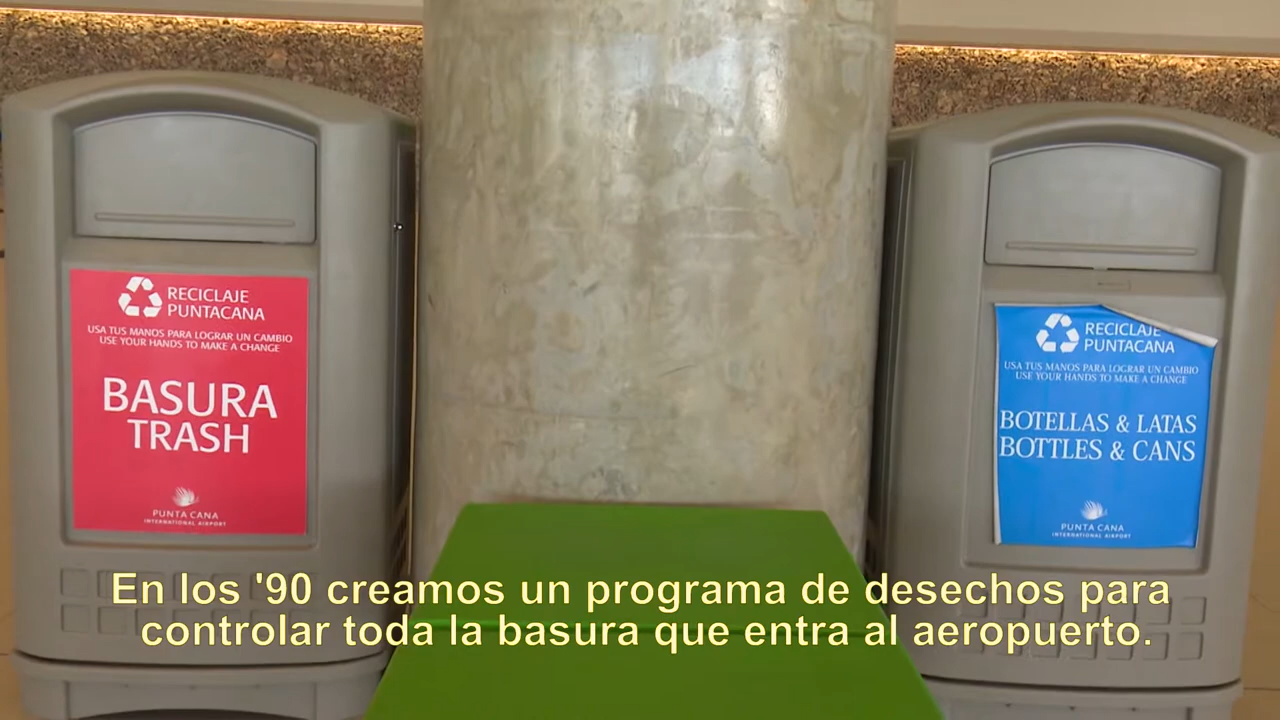 RECICLAJE
PUNTACANA
USA TUS MANOS PARA LOGRAR UN CAMBIO
USE YOUR HANDS TO MAKE A CHANGE
BASURA
TRASH
PUNTA CANA
INTERNATIONAL AIRPORT
RECICLAJE
PUNTACANA
USA TUS MANOS PARA LOGRAR UN CAMBIO
USE YOUR HANDS TO MAKE A CHANGE
BOTELLAS & LATAS
BOTTLES & CANS
PUNTA CANA
INTERNATIONAL AIRPORT
En los '90 creamos un programa de desechos para
controlar toda la basura que entra al aeropuerto.